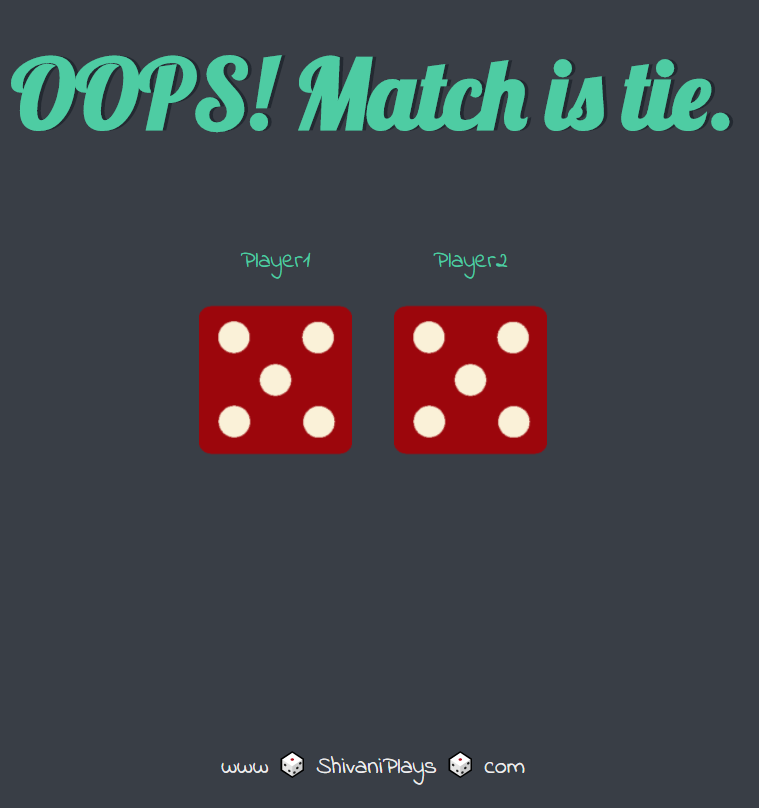 OOPS! Match is tie.
Player1 Player2
www 🎲 ShivaniPlays 🎲 com